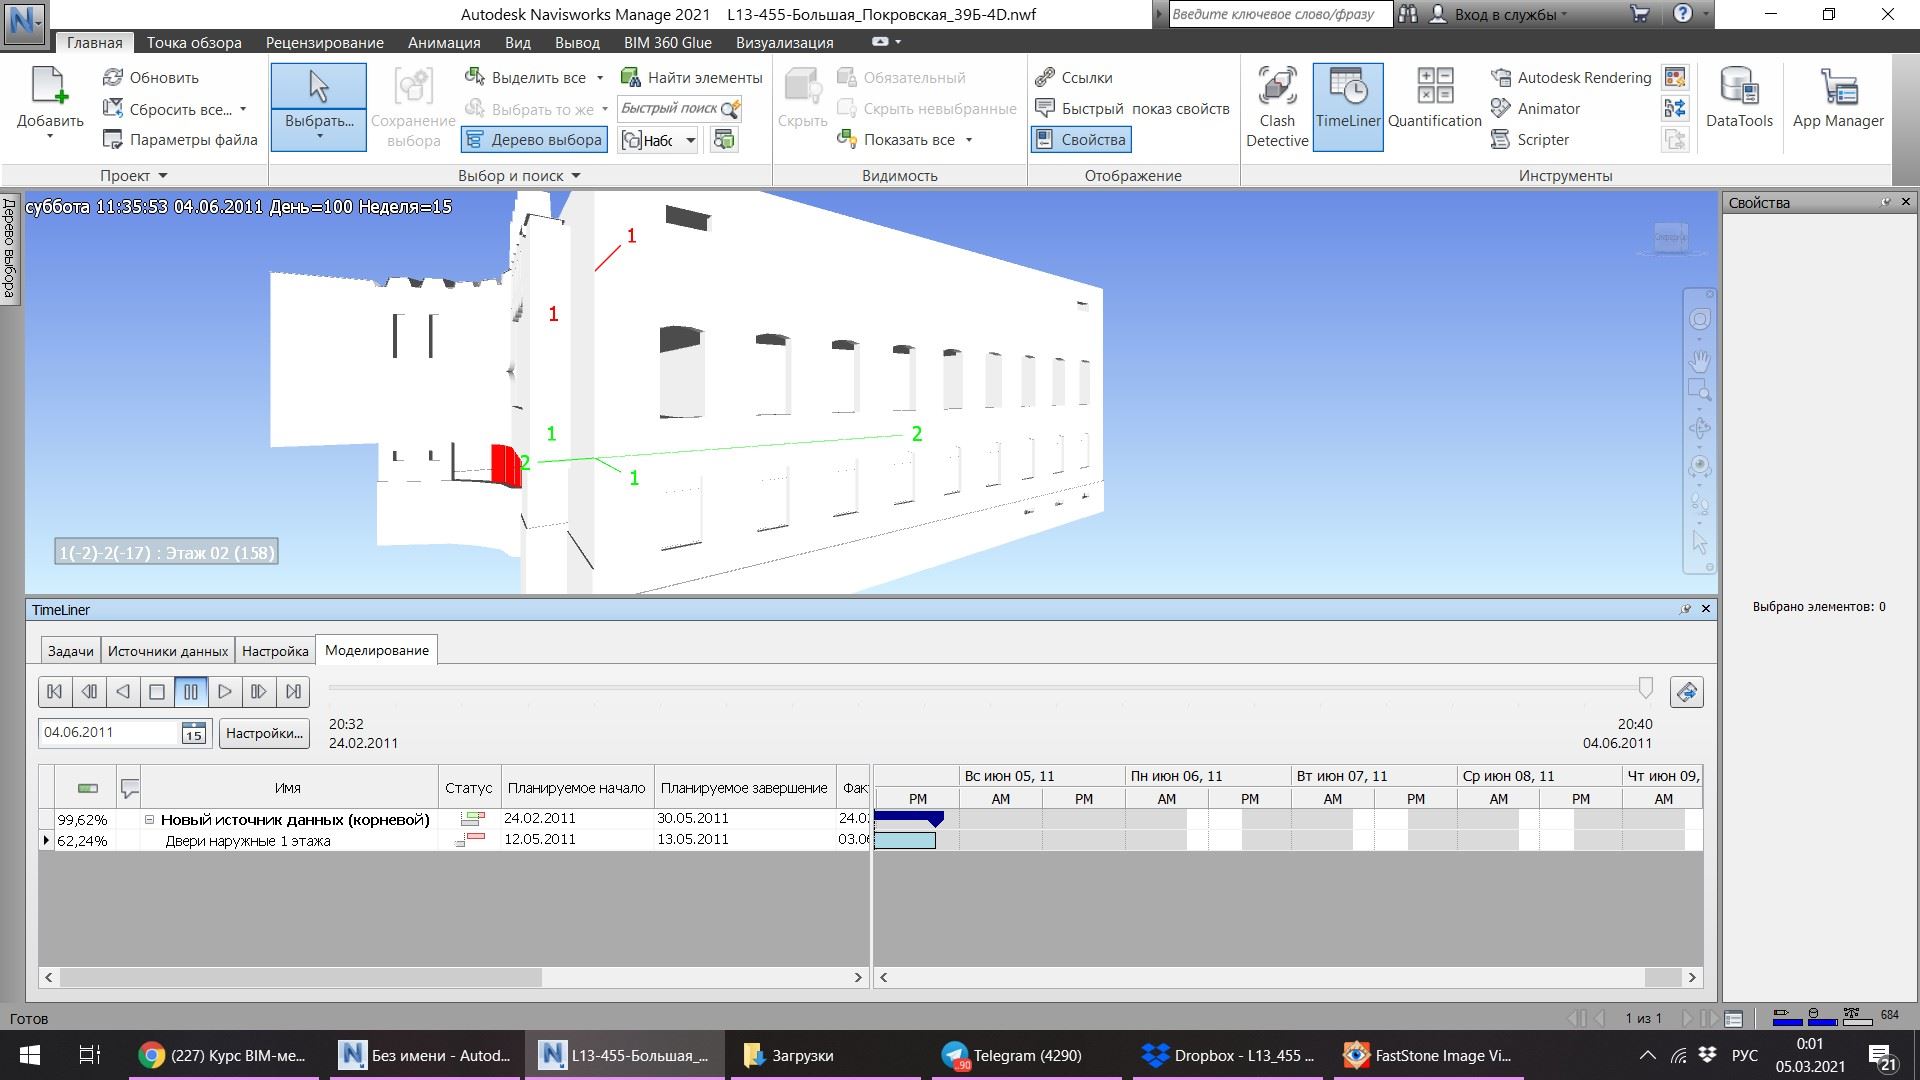 Autodesk Navisworks Manage 2021 L13-455-Большая_Покровская_39Б-4D.nwf
Введите ключевое слово/фразу
Вход в службы
Главная Точка обзора Рецензирование Анимация Вид Вывод BIM 360 Glue Визуализация
Добавить
Обновить
Сбросить все...
Параметры файла
Проект
Выбрать...
Сохранение
выбора
Выделить все
Выбрать то же
Дерево выбора
Найти элементы
Быстрый поиск
Набс
Выбор и поиск
Скрыть
Обязательный
Скрыть невыбранные
Показать все
Видимость
Ссылки
Быстрый показ свойств
Свойства
Отображение
Clash
Detective
TimeLiner
Quantification
Autodesk Rendering
Animator
Scripter
DataTools
App Manager
Инструменты
Дерево выбора
суббота 11:35:53 04.06.2011 День=100 Неделя=15
1
1
1
2
2
1
1(-2)-2(-17) : Этаж 02 (158)
Свойства
Выбрано элементов: 0
TimeLiner
Задачи Источники данных Настройка Моделирование
04.06.2011
15
Настройки...
20:32
24.02.2011
20:40
04.06.2011
Имя Статус Планируемое начало Планируемое завершение Фак
99,62% Новый источник данных (корневой) 24.02.2011 30.05.2011 24.0
62,24% Двери наружные 1 этажа 12.05.2011 13.05.2011 03.0
Вс июн 05, 11 Пн июн 06, 11 Вт июн 07, 11 Ср июн 08, 11 Чт июн 09,
PM AM PM AM PM AM PM AM PM AM
Готов
1 из 1
684
(227) Курс BIM-ме...
Без имени - Autod...
L13-455-Большая_...
Загрузки
90
Telegram (4290)
Dropbox - L13_455 ...
FastStone Image Vi...
РУС
0:01
05.03.2021
21